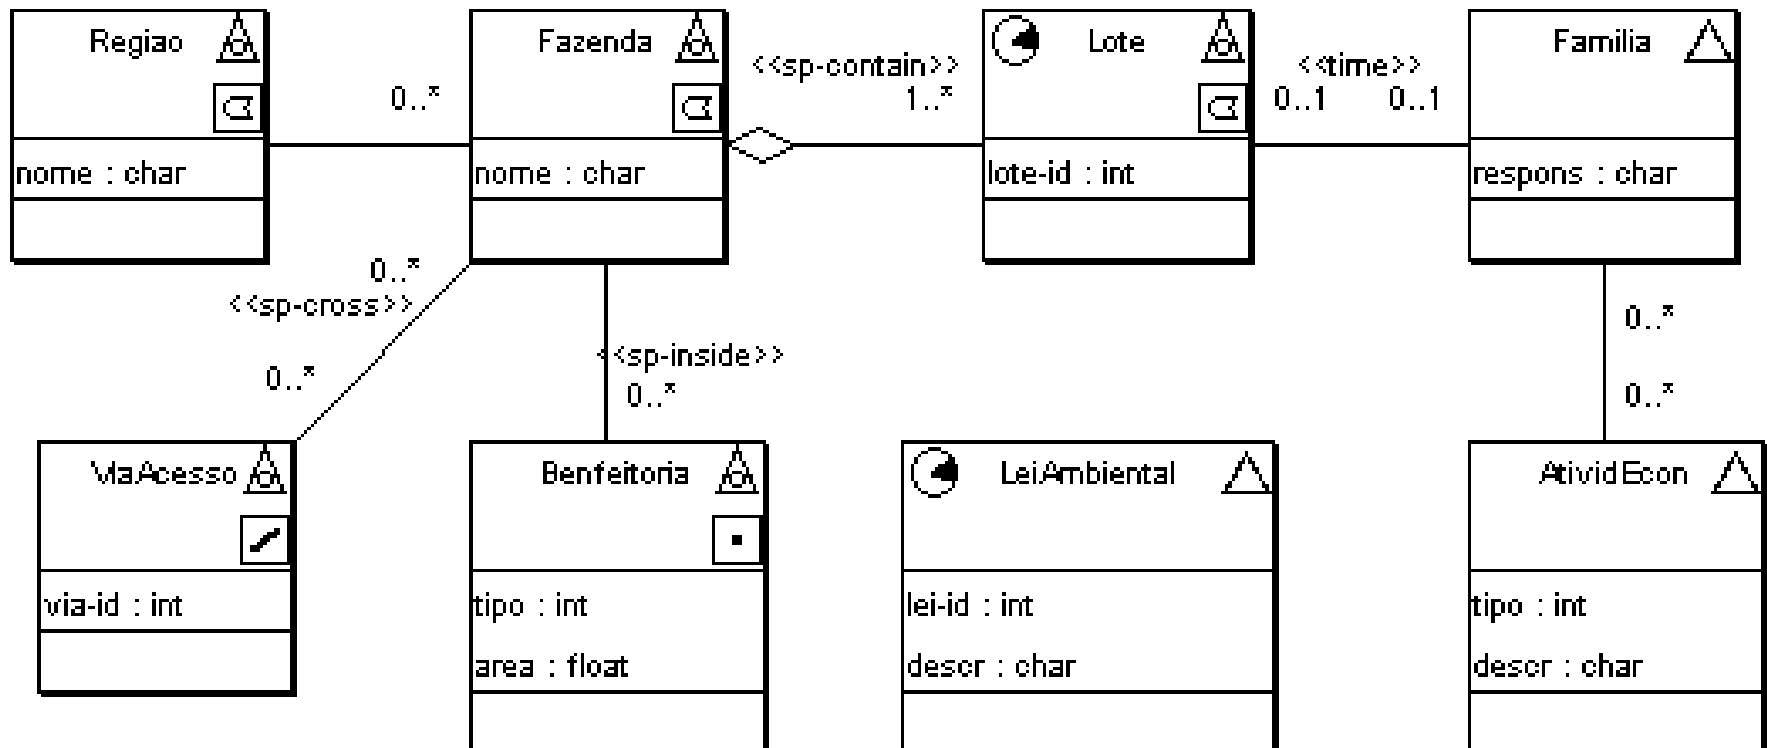 Regiao
0..*
nome : char
Fazenda
nome : char
<<sp-contain>>
1..*
Lote
lote-id : int
<<time>>
0..1 0..1
Familia
respons : char
0..*
<<sp-cross>>
0..*
<<sp-inside>>
0..*
0..*
0..*
ViaAcesso
via-id : int
Benfeitoria
tipo : int
area : float
LeiAmbiental
lei-id : int
descr : char
AtividEcon
tipo : int
descr : char